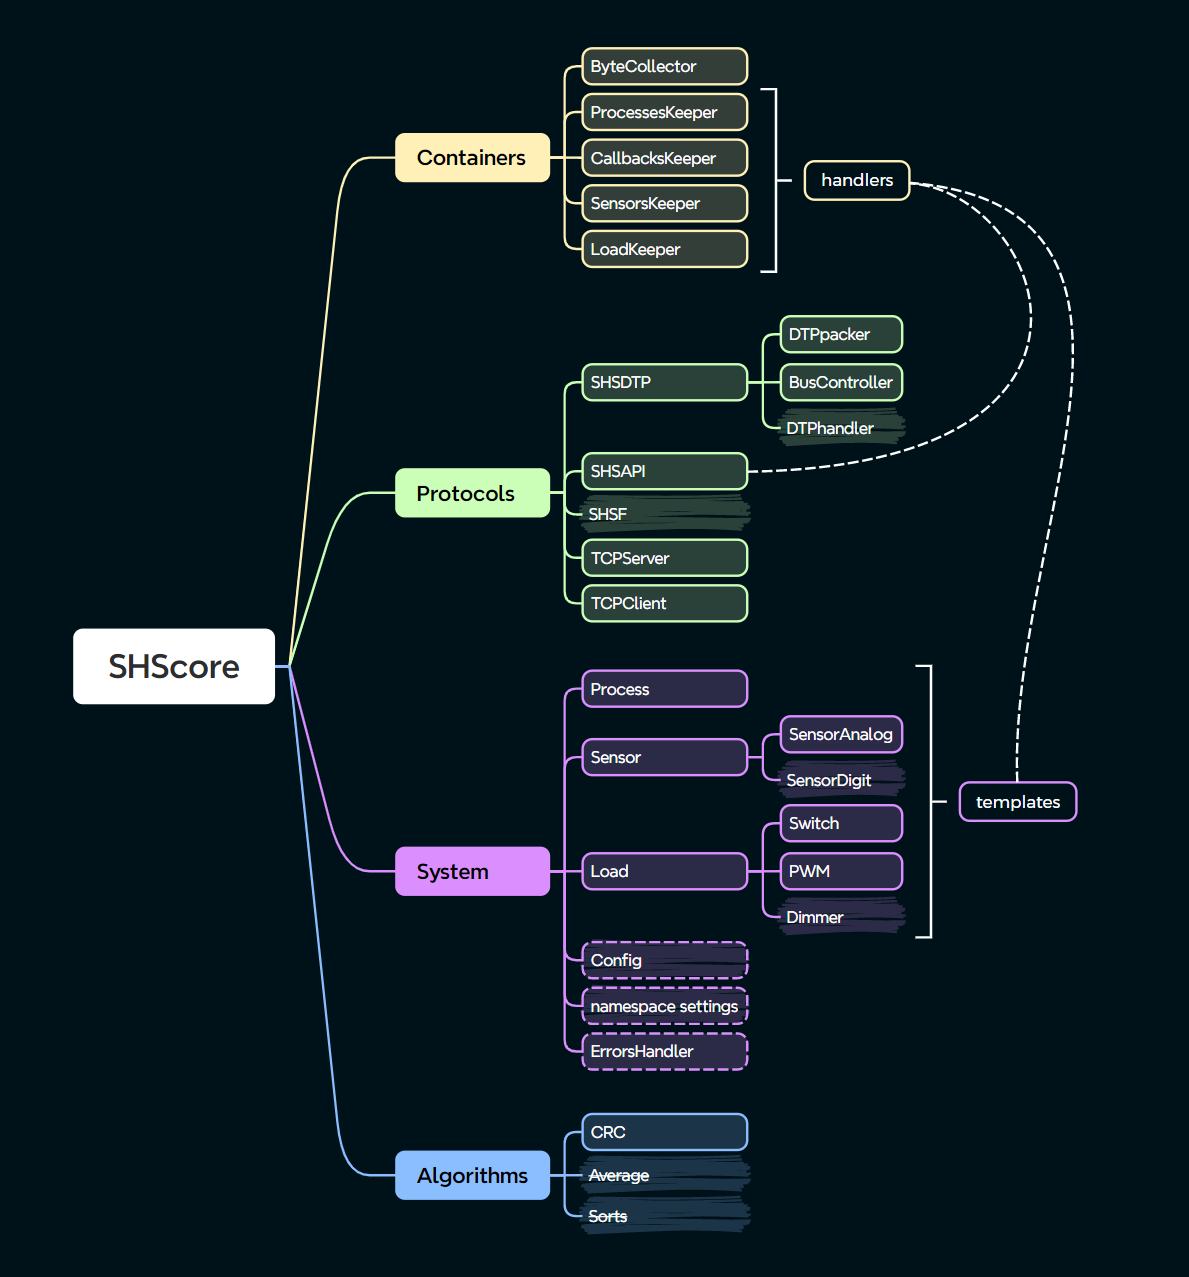 SHScore
Containers
ByteCollector
ProcessesKeeper
CallbacksKeeper
SensorsKeeper
LoadKeeper
handlers
Protocols
SHSDTP
DTPpacker
BusController
DTPhandler
SHSAPI
SHSF
TCPServer
TCPClient
System
Process
Sensor
SensorAnalog
SensorDigit
Load
Switch
PWM
Dimmer
templates
Config
namespace settings
ErrorsHandler
Algorithms
CRC
Average
Sorts